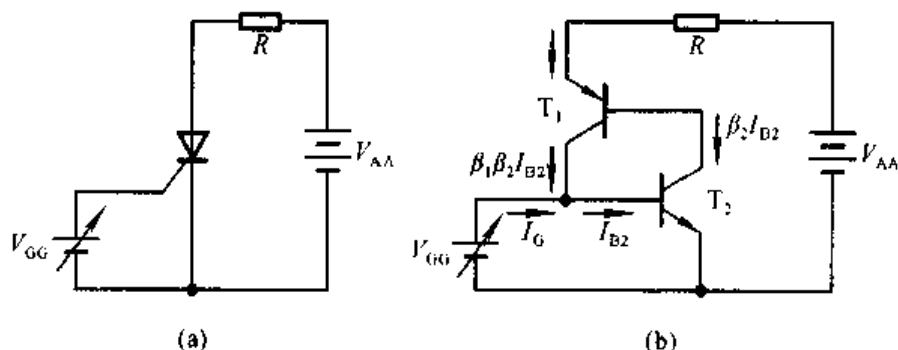 R
V_AA
V_GG
(a)
R
T_1
β_2I_B2
β_1β_2I_B2
V_AA
T_2
I_G
I_B2
V_GG
(b)